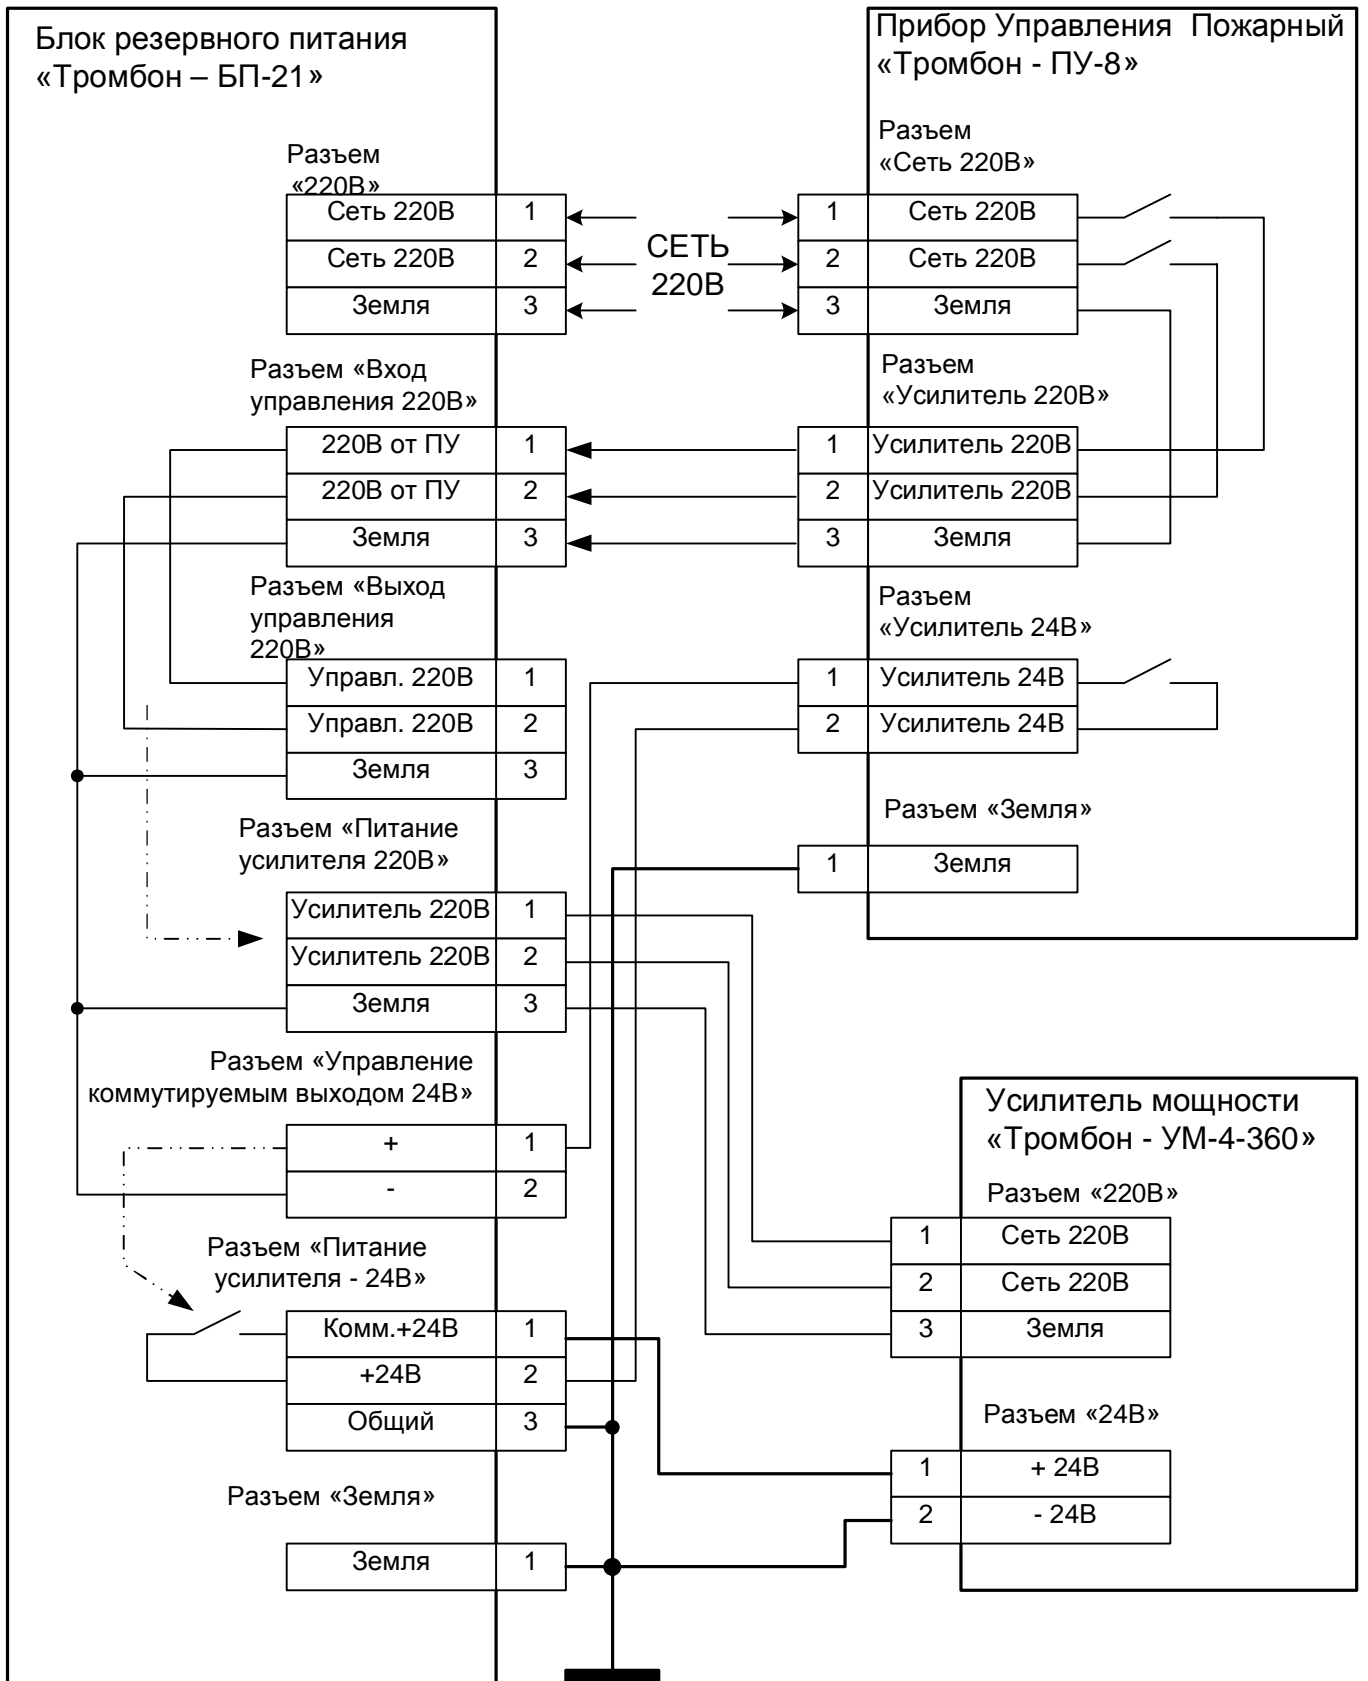 Блок резервного питания
«Тромбон – БП-21»
Разъем
«220В»
Сеть 220В 1
Сеть 220В 2
Земля 3
Разъем «Вход
управления 220В»
220В от ПУ 1
220В от ПУ 2
Земля 3
Разъем «Выход
управления
220В»
Управл. 220В 1
Управл. 220В 2
Земля 3
Разъем «Питание
усилителя 220В»
Усилитель 220В 1
Усилитель 220В 2
Земля 3
Разъем «Управление
коммутируемым выходом 24В»
+ 1
- 2
Разъем «Питание
усилителя - 24В»
Комм.+24В 1
+24В 2
Общий 3
Разъем «Земля»
Земля 1
СЕТЬ
220В
Прибор Управления Пожарный
«Тромбон - ПУ-8»
Разъем
«Сеть 220В»
1 Сеть 220В
2 Сеть 220В
3 Земля
Разъем
«Усилитель 220В»
1 Усилитель 220В
2 Усилитель 220В
3 Земля
Разъем
«Усилитель 24В»
1 Усилитель 24В
2 Усилитель 24В
Разъем «Земля»
1 Земля
Усилитель мощности
«Тромбон - УМ-4-360»
Разъем «220В»
1 Сеть 220В
2 Сеть 220В
3 Земля
Разъем «24В»
1 + 24В
2 - 24В